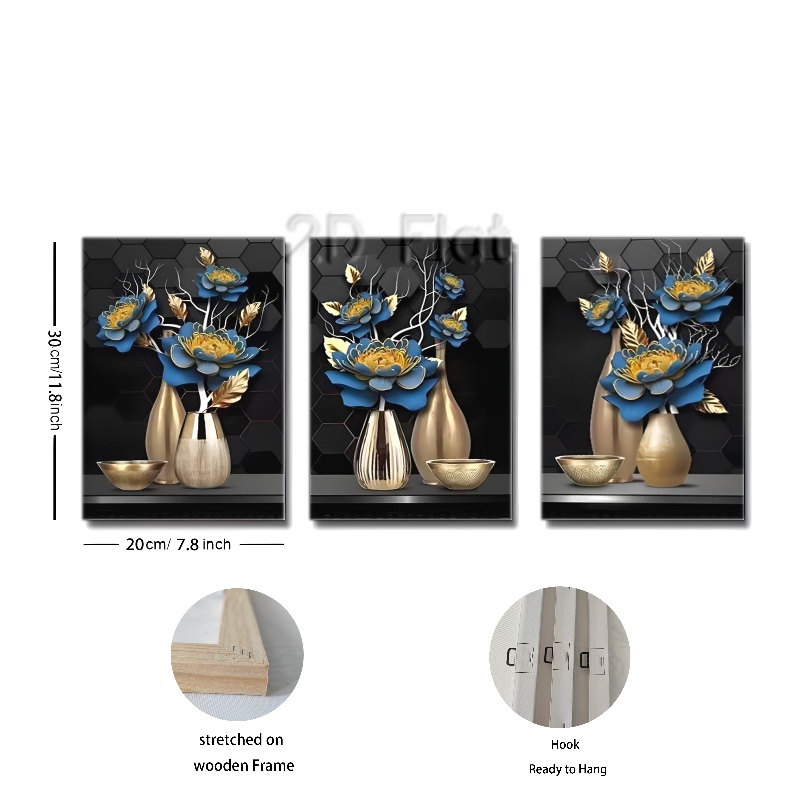 2D Flat
30cm/11.8inch
20cm/ 7.8 inch
stretched on
wooden Frame
Hook
Ready to Hang